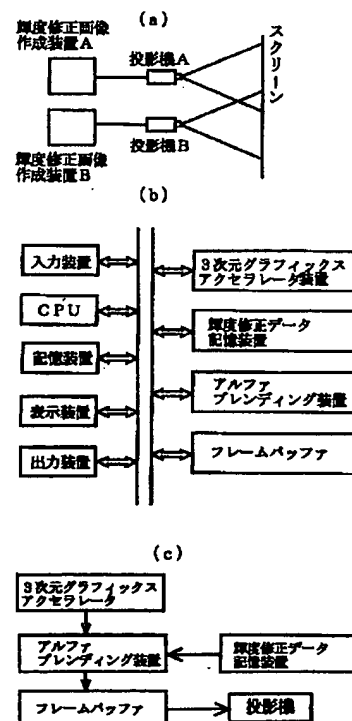 (a)
輝度修正画像
作成装置A
投影機A
スクリーン
投影機B
輝度修正画像
作成装置B
(b)
入力装置
CPU
記憶装置
表示装置
出力装置
3次元グラフィックス
アクセラレータ装置
輝度修正データ
記憶装置
アルファ
ブレンディング装置
フレームバッファ
(c)
3次元グラフィックス
アクセラレータ
アルファ
ブレンディング装置
輝度修正データ
記憶装置
フレームバッファ
投影機